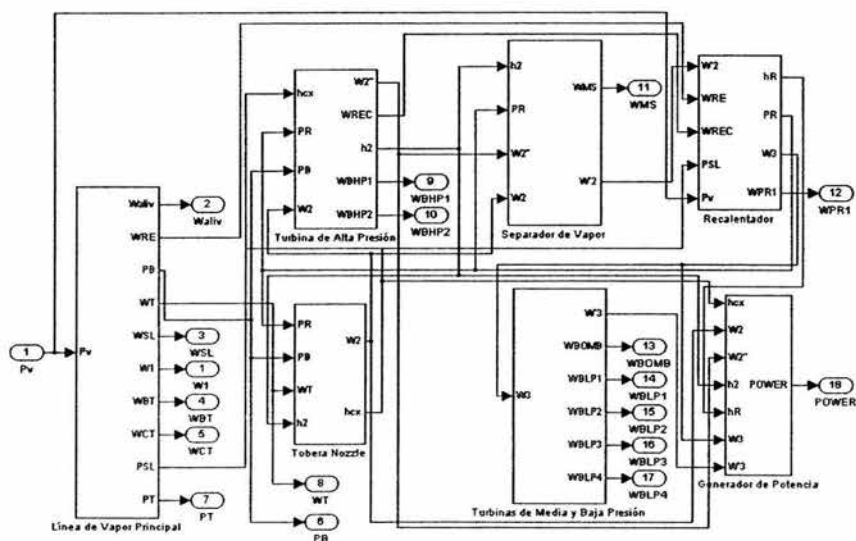 1
Pv
Pv
Waliv
WRE
PB
WT
WSL
W1
WBT
WCT
PSL
PT
Línea de Vapor Principal
2
Waliv
3
WSL
1
W1
4
WBT
5
WCT
7
PT
hcx
PR
PB
W2
W2"
WREC
h2
WBHP1
WBHP2
Turbina de Alta Presión
9
WBHP1
10
WBHP2
PR
PB
WT
h2
W2
hcx
Tobera Nozzle
8
WT
6
PB
h2
PR
W2"
W2
WMS
W'2
Separador de Vapor
11
WMS
W'2
WRE
WREC
PSL
Pv
hR
PR
W3
WPR1
Recalentador
12
WPR1
W3
W'3
WBOMB
WBLP1
WBLP2
WBLP3
WBLP4
Turbinas de Media y Baja Presión
13
WBOMB
14
WBLP1
15
WBLP2
16
WBLP3
17
WBLP4
hcx
W2
W2"
h2
hR
W3
W'3
POWER
Generador de Potencia
18
POWER